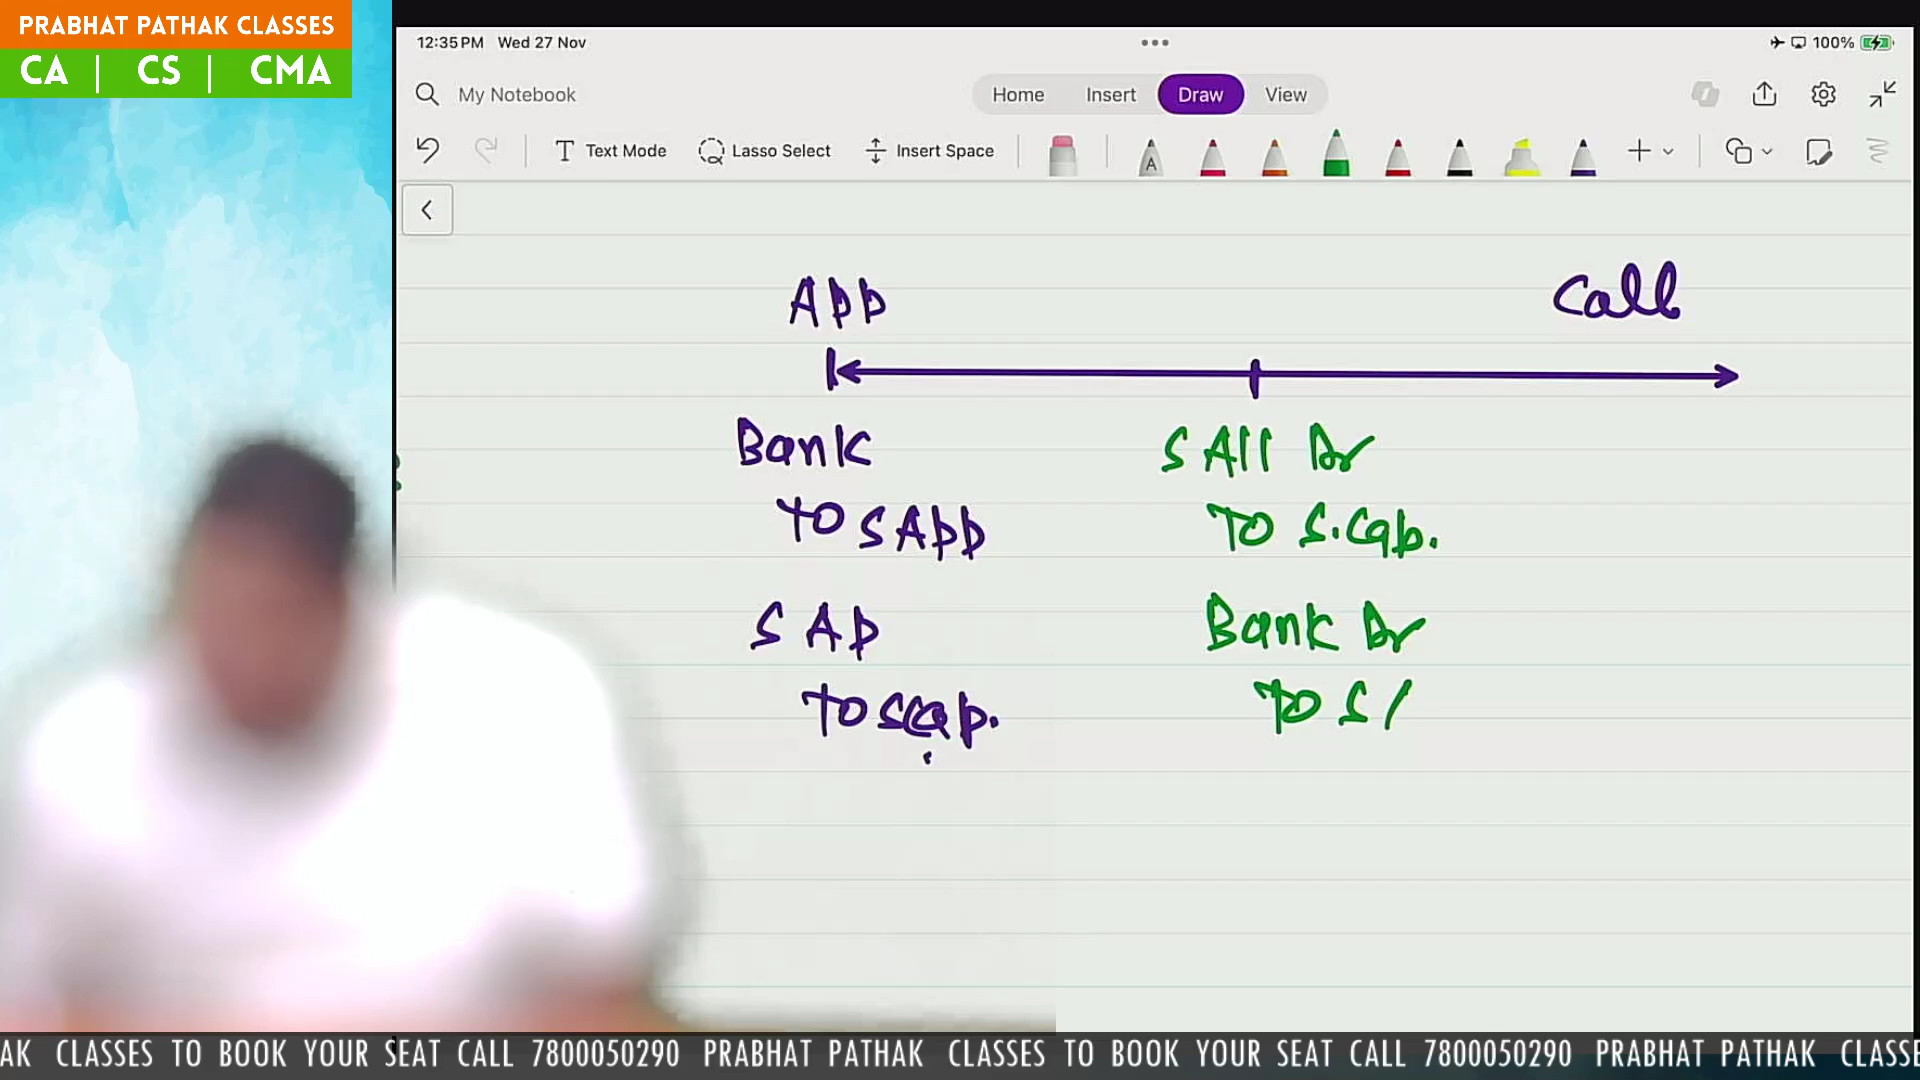 PRABHAT PATHAK CLASSES
CA | CS | CMA
12:35 PM Wed 27 Nov
100%
My Notebook
Home Insert Draw View
Text Mode Lasso Select Insert Space
App Call
Bank S All Dr
To S App To S.Cap.
S Ap Bank Dr
To SCap. To S /
AK CLASSES TO BOOK YOUR SEAT CALL 7800050290 PRABHAT PATHAK CLASSES TO BOOK YOUR SEAT CALL 7800050290 PRABHAT PATHAK CLASSE